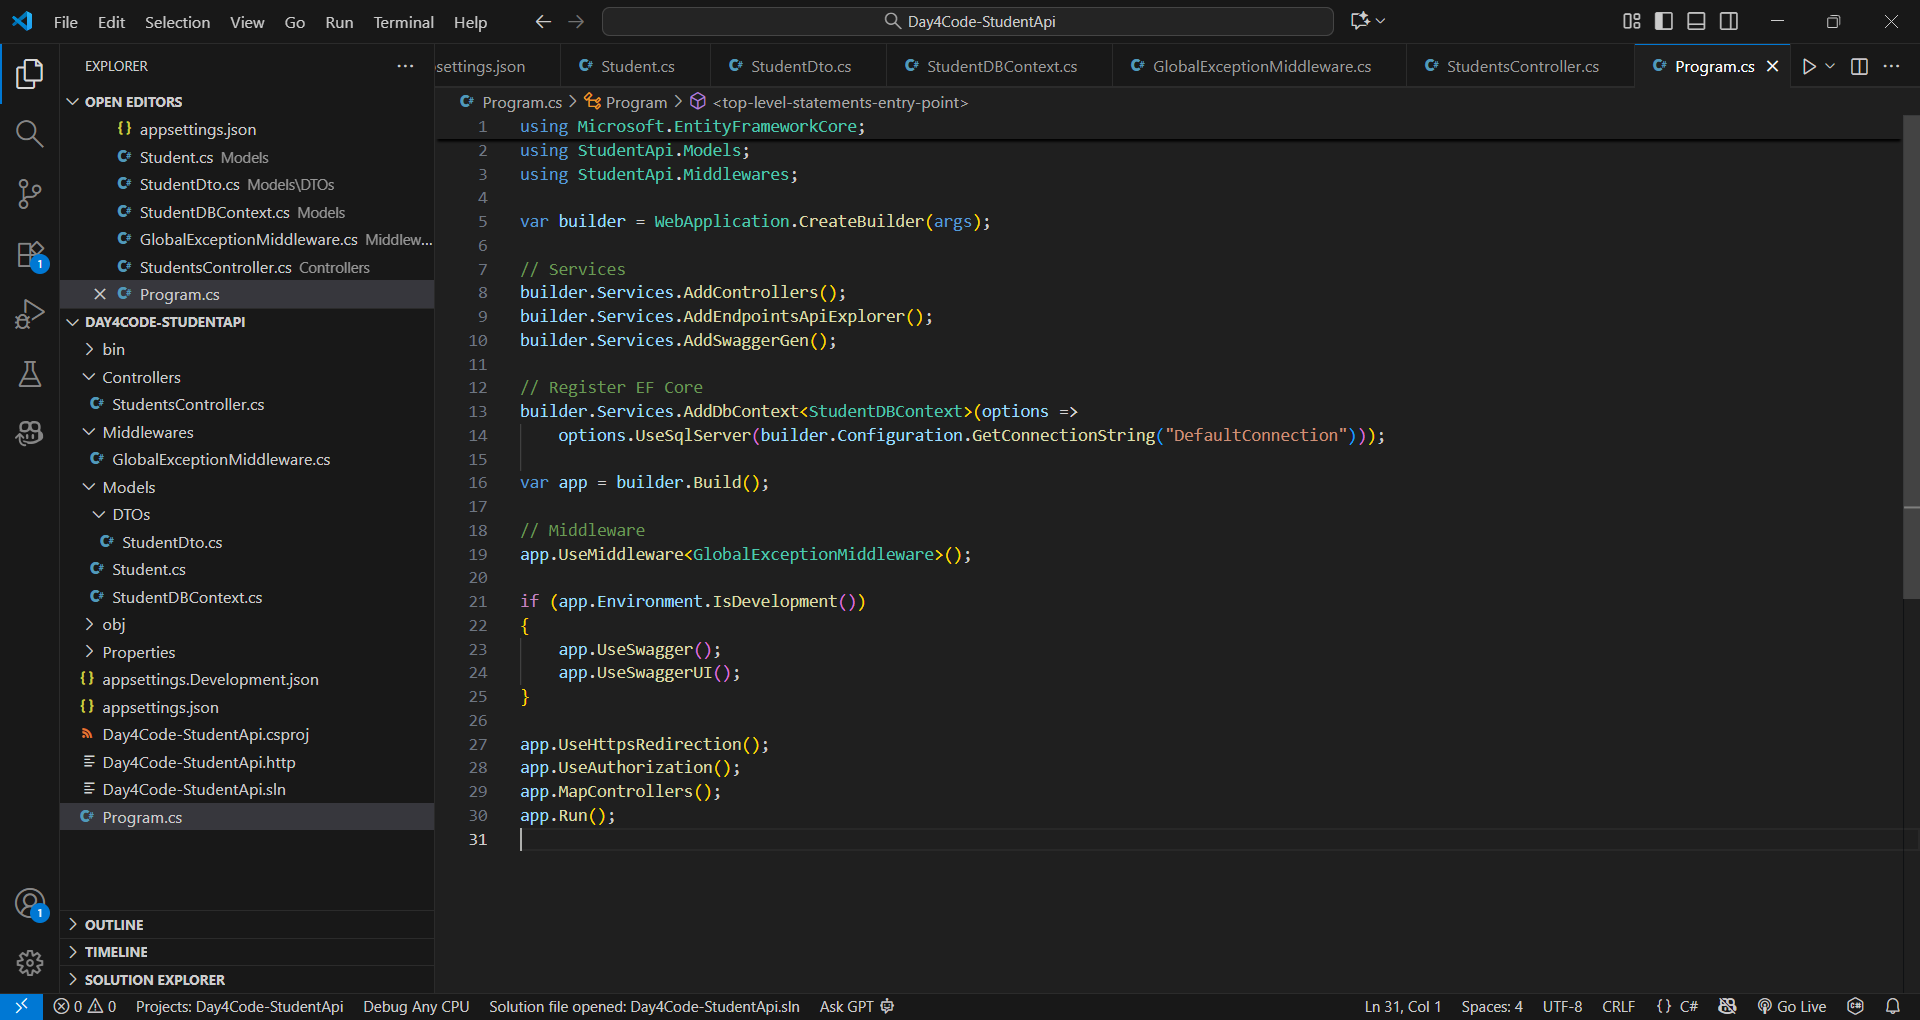 File Edit Selection View Go Run Terminal Help
Day4Code-StudentApi
EXPLORER
OPEN EDITORS
{} appsettings.json
C# Student.cs Models
C# StudentDto.cs Models\DTOs
C# StudentDBContext.cs Models
C# GlobalExceptionMiddleware.cs Middlew...
C# StudentsController.cs Controllers
C# Program.cs
DAY4CODE-STUDENTAPI
bin
Controllers
C# StudentsController.cs
Middlewares
C# GlobalExceptionMiddleware.cs
Models
DTOs
C# StudentDto.cs
C# Student.cs
C# StudentDBContext.cs
obj
Properties
{} appsettings.Development.json
{} appsettings.json
Day4Code-StudentApi.csproj
Day4Code-StudentApi.http
Day4Code-StudentApi.sln
C# Program.cs
OUTLINE
TIMELINE
SOLUTION EXPLORER
1
1
settings.json C# Student.cs C# StudentDto.cs C# StudentDBContext.cs C# GlobalExceptionMiddleware.cs C# StudentsController.cs C# Program.cs
C# Program.cs > Program > <top-level-statements-entry-point>
1 using Microsoft.EntityFrameworkCore;
2 using StudentApi.Models;
3 using StudentApi.Middlewares;
4
5 var builder = WebApplication.CreateBuilder(args);
6
7 // Services
8 builder.Services.AddControllers();
9 builder.Services.AddEndpointsApiExplorer();
10 builder.Services.AddSwaggerGen();
11
12 // Register EF Core
13 builder.Services.AddDbContext<StudentDBContext>(options =>
14 options.UseSqlServer(builder.Configuration.GetConnectionString("DefaultConnection")));
15
16 var app = builder.Build();
17
18 // Middleware
19 app.UseMiddleware<GlobalExceptionMiddleware>();
20
21 if (app.Environment.IsDevelopment())
22 {
23 app.UseSwagger();
24 app.UseSwaggerUI();
25 }
26
27 app.UseHttpsRedirection();
28 app.UseAuthorization();
29 app.MapControllers();
30 app.Run();
31
0 0 Projects: Day4Code-StudentApi Debug Any CPU Solution file opened: Day4Code-StudentApi.sln Ask GPT Ln 31, Col 1 Spaces: 4 UTF-8 CRLF {} C# Go Live